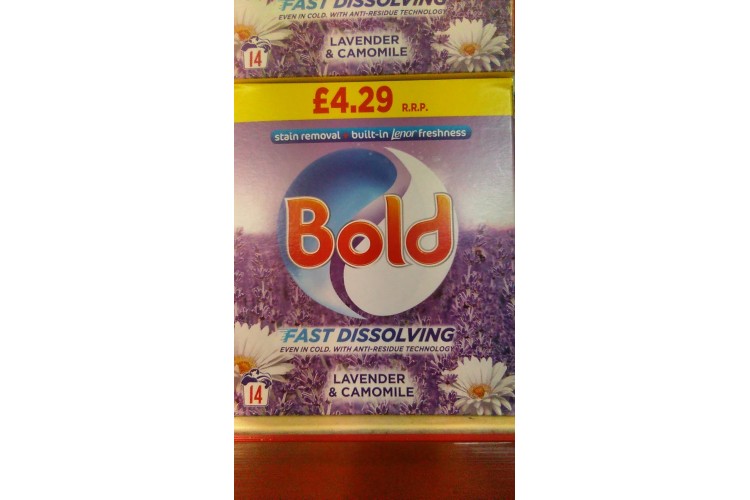 FAST DISSOLVING
EVEN IN COLD. WITH ANTI-RESIDUE TECHNOLOGY
LAVENDER
& CAMOMILE
14
£4.29 R.R.P.
stain removal + built-in Lenor freshness
Bold
FAST DISSOLVING
EVEN IN COLD. WITH ANTI-RESIDUE TECHNOLOGY
LAVENDER
& CAMOMILE
14